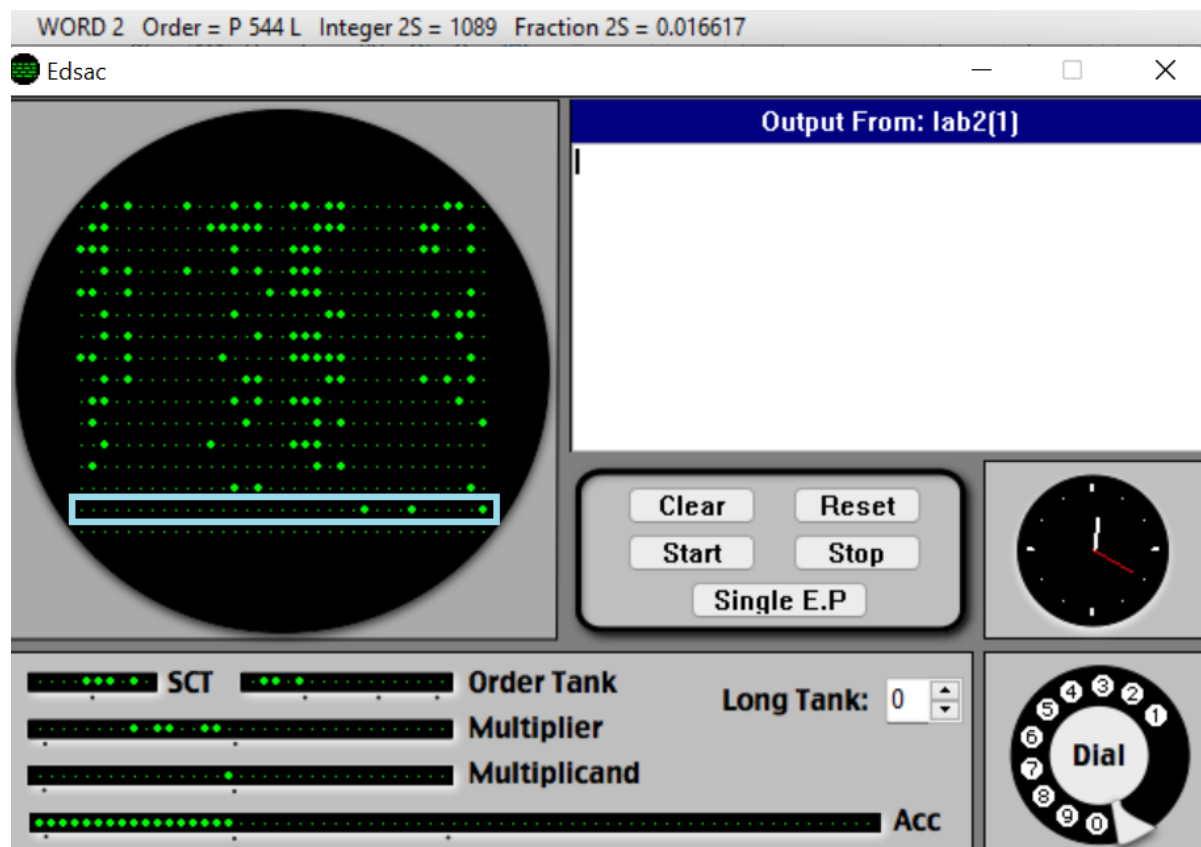 WORD 2 Order = P 544 L Integer 2S = 1089 Fraction 2S = 0.016617
Edsac
Output From: lab2(1)
Clear Reset
Start Stop
Single E.P
SCT Order Tank
Long Tank: 0
Multiplier
Multiplicand
Acc
1
2
3
4
5
6
7
8
9
0
Dial